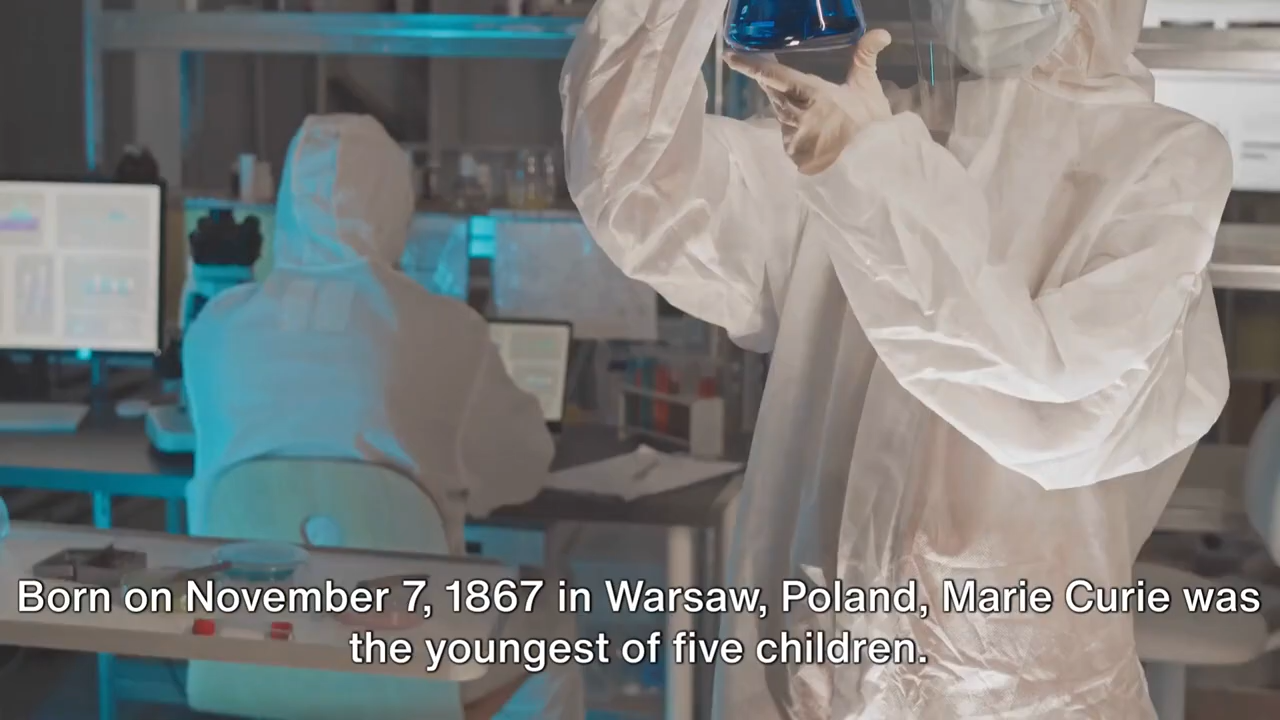 Born on November 7, 1867 in Warsaw, Poland, Marie Curie was
the youngest of five children.